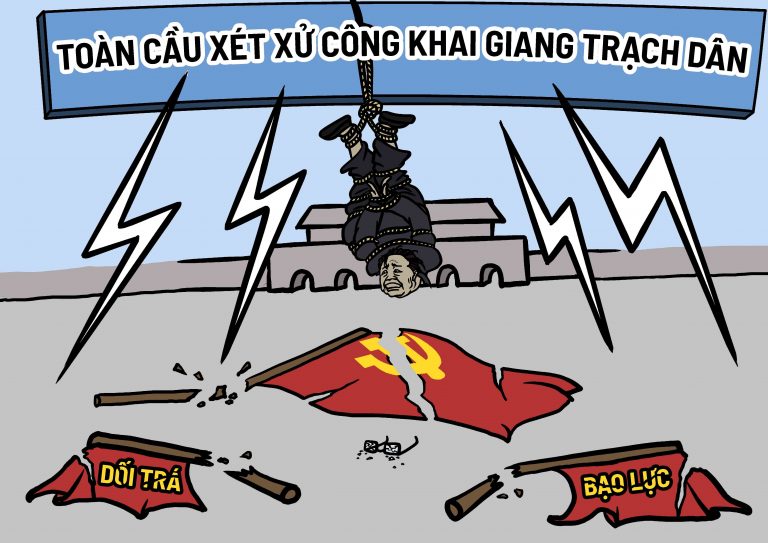 TOÀN CẦU XÉT XỬ CÔNG KHAI GIANG TRẠCH DÂN
DỐI TRÁ
BẠO LỰC